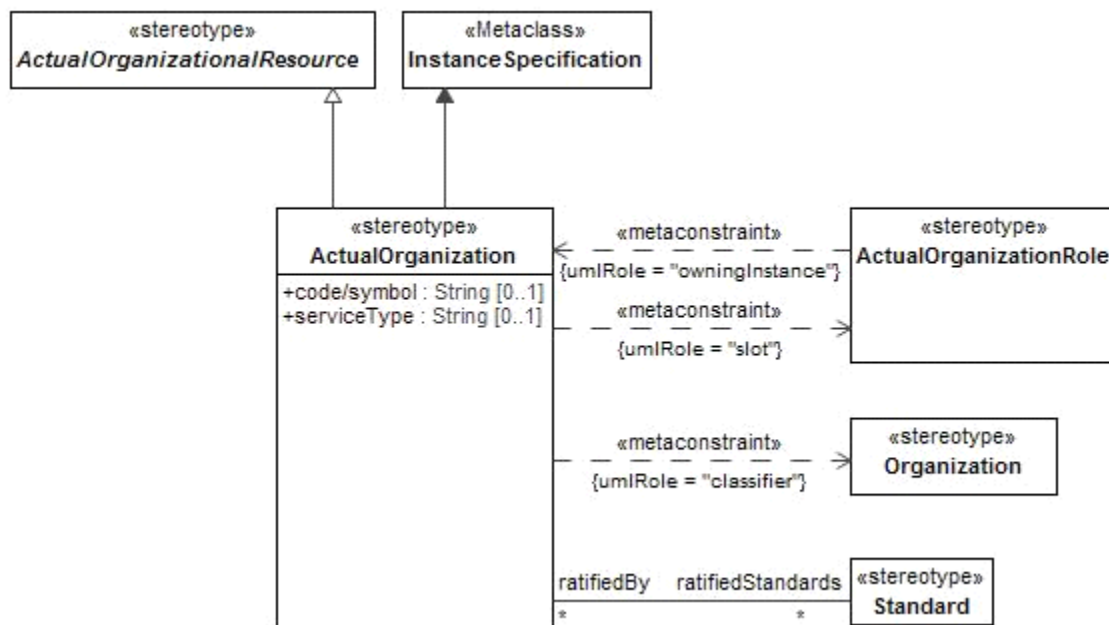 «stereotype»
ActualOrganizationalResource
«Metaclass»
InstanceSpecification
«stereotype»
ActualOrganization
+code/symbol : String [0..1]
+serviceType : String [0..1]
«metaconstraint»
{umlRole = "owningInstance"}
«metaconstraint»
{umlRole = "slot"}
«stereotype»
ActualOrganizationRole
«metaconstraint»
{umlRole = "classifier"}
«stereotype»
Organization
ratifiedBy ratifiedStandards
* *
«stereotype»
Standard